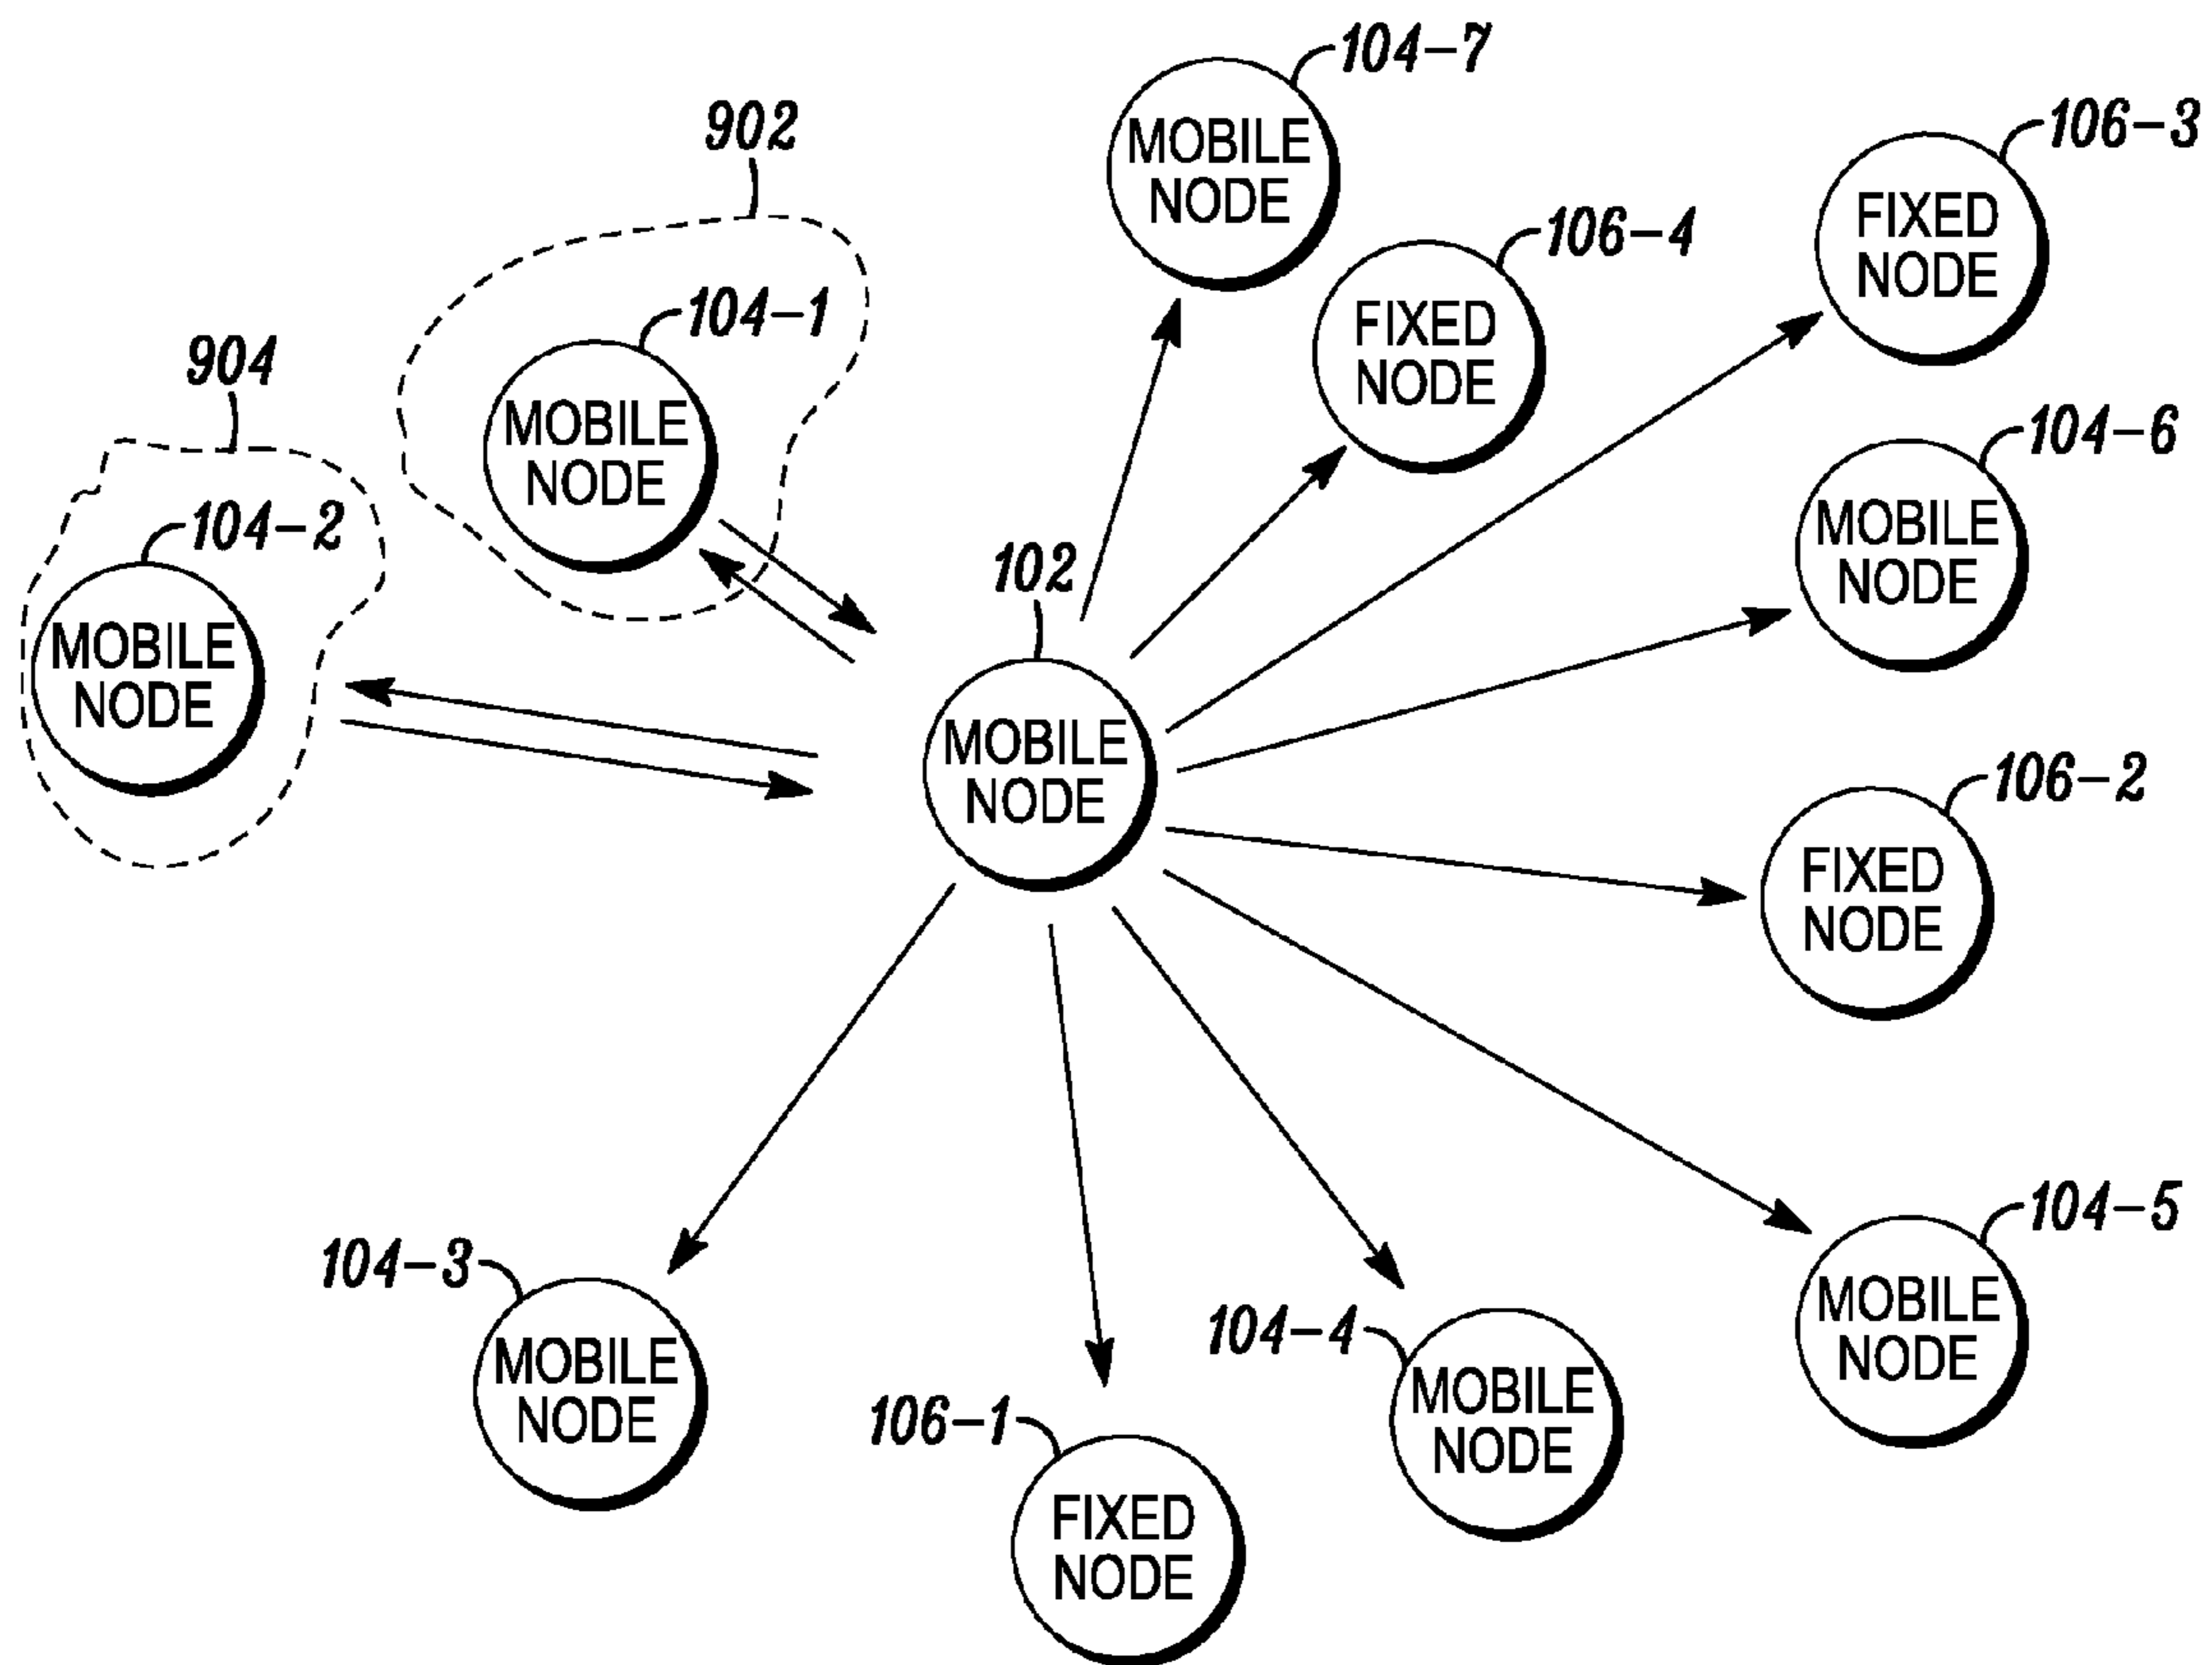 104-7
MOBILE
NODE
902
106-3
FIXED
NODE
106-4
FIXED
NODE
104-1
MOBILE
NODE
904
104-6
MOBILE
NODE
104-2
MOBILE
NODE
102
MOBILE
NODE
106-2
FIXED
NODE
104-5
MOBILE
NODE
104-3
MOBILE
NODE
104-4
MOBILE
NODE
106-1
FIXED
NODE